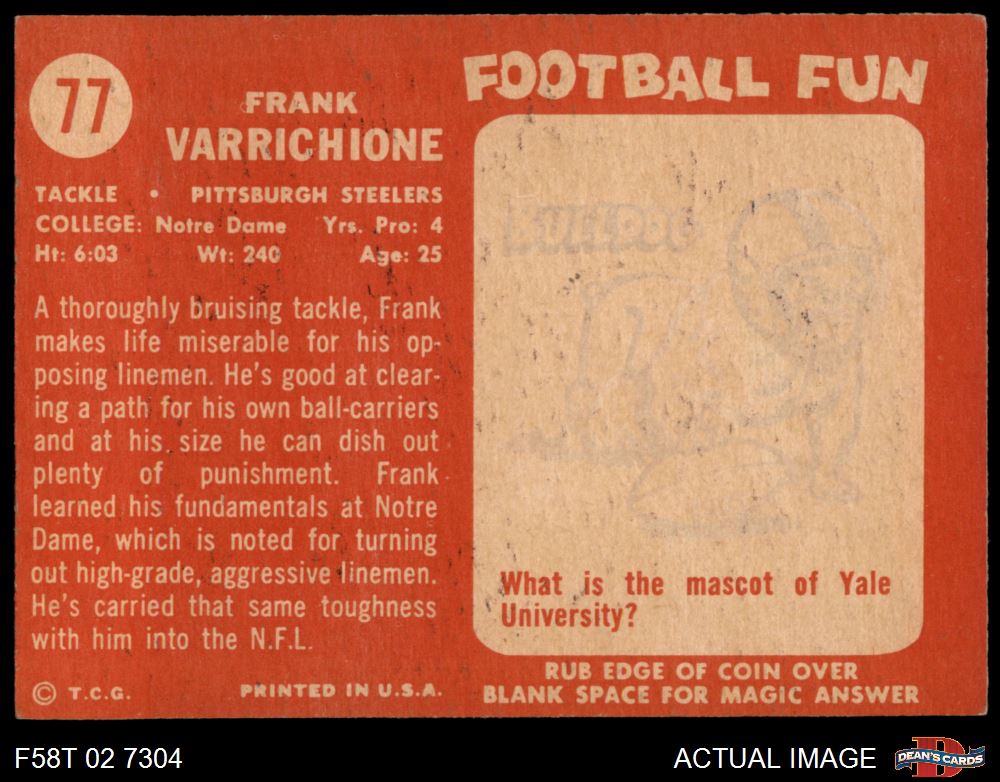 77
FRANK
VARRICHIONE
TACKLE • PITTSBURGH STEELERS
COLLEGE: Notre Dame Yrs. Pro: 4
Ht: 6:03 Wt: 240 Age: 25
A thoroughly bruising tackle, Frank
makes life miserable for his op-
posing linemen. He's good at clear-
ing a path for his own ball-carriers
and at his size he can dish out
plenty of punishment. Frank
learned his fundamentals at Notre
Dame, which is noted for turning
out high-grade, aggressive linemen.
He's carried that same toughness
with him into the N.F.L.
© T.C.G. PRINTED IN U.S.A.
FOOTBALL FUN
BULLDOG
What is the mascot of Yale
University?
RUB EDGE OF COIN OVER
BLANK SPACE FOR MAGIC ANSWER
F58T 02 7304
ACTUAL IMAGE
D
DEAN'S CARDS